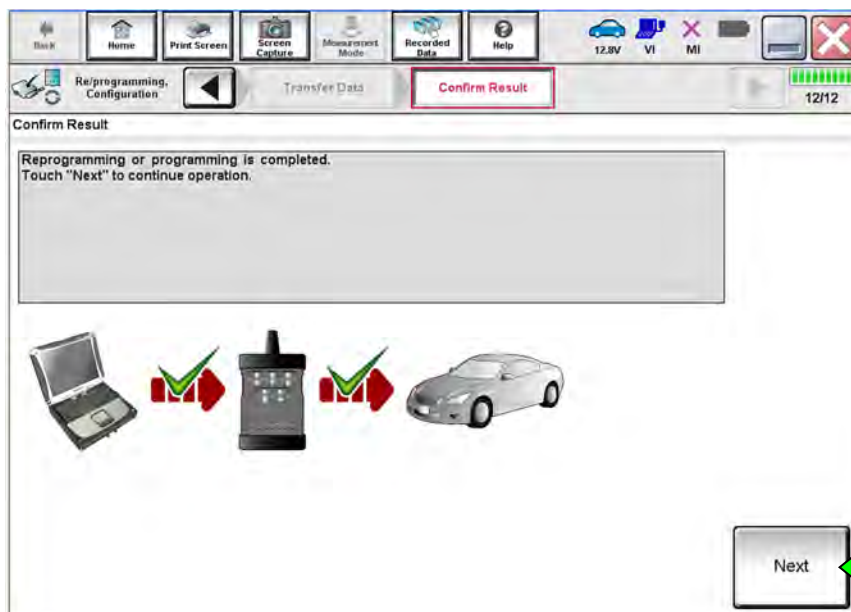 Back
Home
Print Screen
Screen
Capture
Measurement
Mode
Recorded
Data
Help
12.8V
VI
MI
Re/programming,
Configuration
Transfer Data
Confirm Result
12/12
Confirm Result
Reprogramming or programming is completed.
Touch "Next" to continue operation.
Next